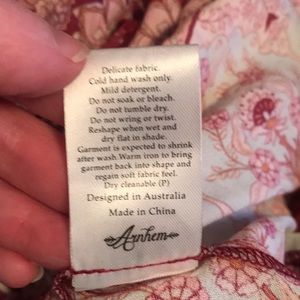 Delicate fabric.
Cold hand wash only.
Mild detergent.
Do not soak or bleach.
Do not tumble dry.
Do not wring or twist.
Reshape when wet and
dry flat in shade.
Garment is expected to shrink
after wash.Warm iron to bring
garment back into shape and
regain soft fabric feel.
Dry cleanable (P)
Designed in Australia
Made in China
Arnhem